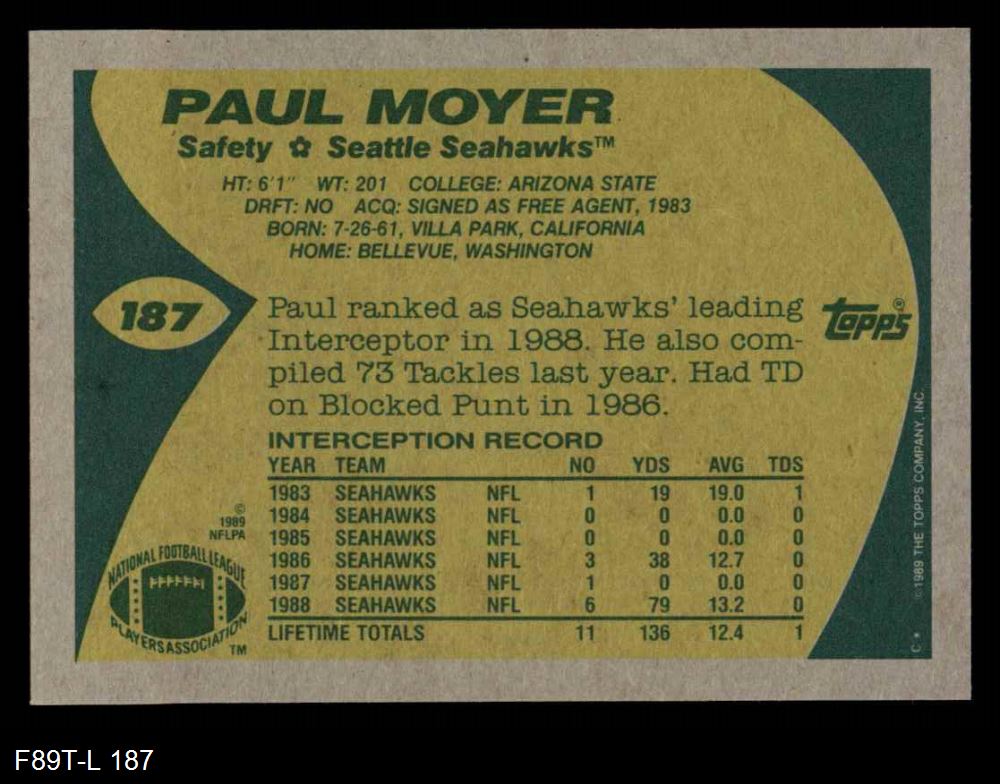 PAUL MOYER
Safety ✿ Seattle Seahawks™
HT: 6'1" WT: 201 COLLEGE: ARIZONA STATE
DRFT: NO ACQ: SIGNED AS FREE AGENT, 1983
BORN: 7-26-61, VILLA PARK, CALIFORNIA
HOME: BELLEVUE, WASHINGTON
187
Paul ranked as Seahawks' leading
Interceptor in 1988. He also com-
piled 73 Tackles last year. Had TD
on Blocked Punt in 1986.
topps®
INTERCEPTION RECORD
YEAR TEAM NO YDS AVG TDS
1983 SEAHAWKS NFL 1 19 19.0 1
1984 SEAHAWKS NFL 0 0 0.0 0
1985 SEAHAWKS NFL 0 0 0.0 0
1986 SEAHAWKS NFL 3 38 12.7 0
1987 SEAHAWKS NFL 1 0 0.0 0
1988 SEAHAWKS NFL 6 79 13.2 0
LIFETIME TOTALS 11 136 12.4 1
©
1989
NFLPA
NATIONAL FOOTBALL LEAGUE
PLAYERS ASSOCIATION
TM
C* ©1989 THE TOPPS COMPANY, INC.
F89T-L 187